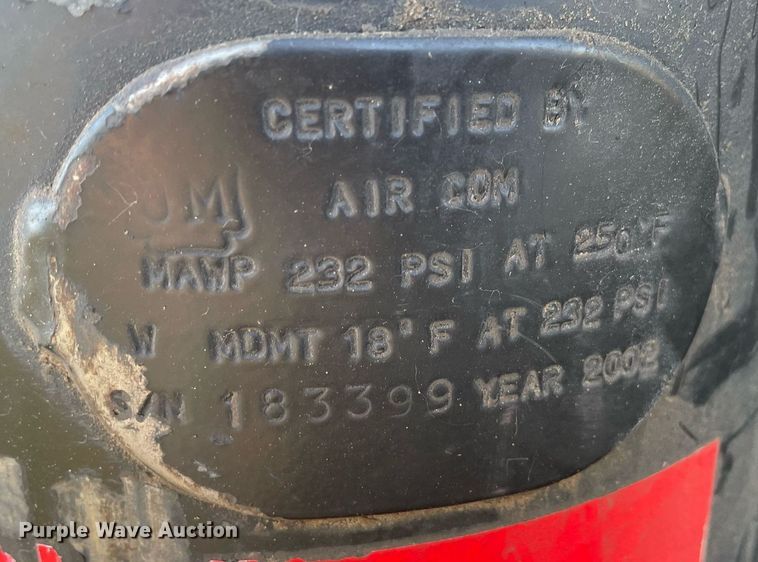 CERTIFIED BY
UM
AIR COM
MAWP 232 PSI AT 250°F
W MDMT 18°F AT 232 PSI
S/N 183399 YEAR 2002
Purple Wave Auction